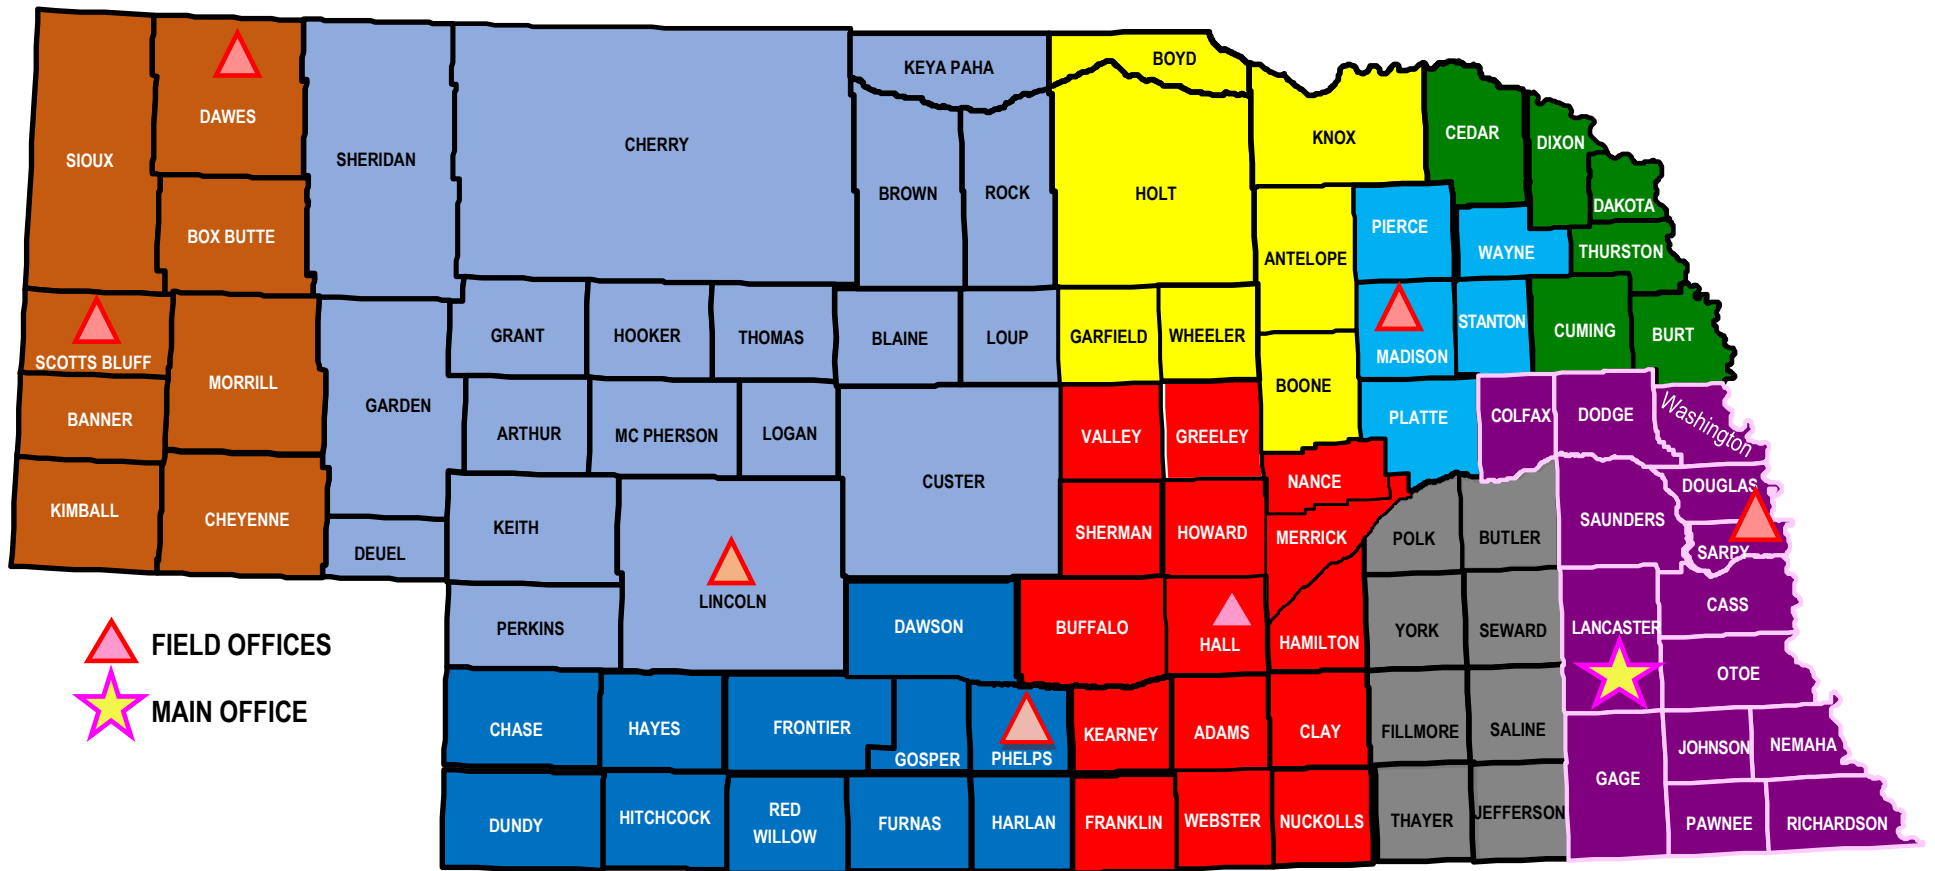 BOYD
KEYA PAHA
DAWES
SIOUX
SHERIDAN
CHERRY
KNOX
CEDAR
DIXON
BROWN
ROCK
HOLT
DAKOTA
BOX BUTTE
PIERCE
WAYNE
THURSTON
ANTELOPE
SCOTTS BLUFF
GRANT
HOOKER
THOMAS
BLAINE
LOUP
GARFIELD
WHEELER
MADISON
STANTON
CUMING
BURT
MORRILL
BANNER
GARDEN
ARTHUR
MC PHERSON
LOGAN
BOONE
PLATTE
COLFAX
DODGE
Washington
VALLEY
GREELEY
CUSTER
NANCE
DOUGLAS
KIMBALL
CHEYENNE
KEITH
DEUEL
SHERMAN
HOWARD
MERRICK
POLK
BUTLER
SAUNDERS
SARPY
LINCOLN
PERKINS
DAWSON
BUFFALO
HALL
HAMILTON
YORK
SEWARD
LANCASTER
CASS
FIELD OFFICES
MAIN OFFICE
OTOE
CHASE
HAYES
FRONTIER
GOSPER
PHELPS
KEARNEY
ADAMS
CLAY
FILLMORE
SALINE
JOHNSON
NEMAHA
GAGE
DUNDY
HITCHCOCK
RED
WILLOW
FURNAS
HARLAN
FRANKLIN
WEBSTER
NUCKOLLS
THAYER
JEFFERSON
PAWNEE
RICHARDSON